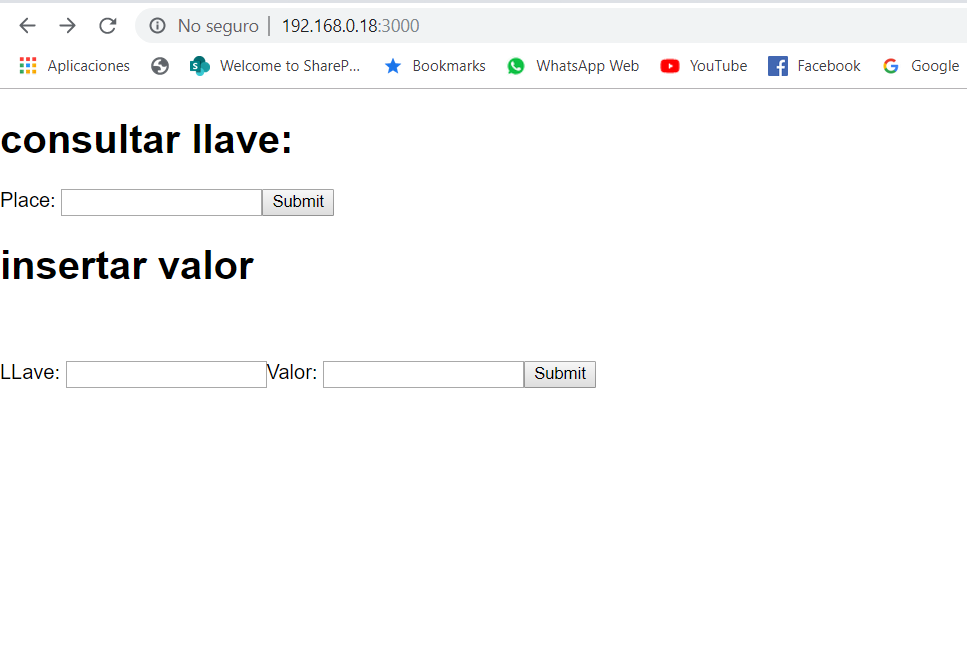 No seguro | 192.168.0.18:3000
Aplicaciones Welcome to ShareP... Bookmarks WhatsApp Web YouTube Facebook Google
consultar llave:
Place: Submit
insertar valor
LLave: Valor: Submit